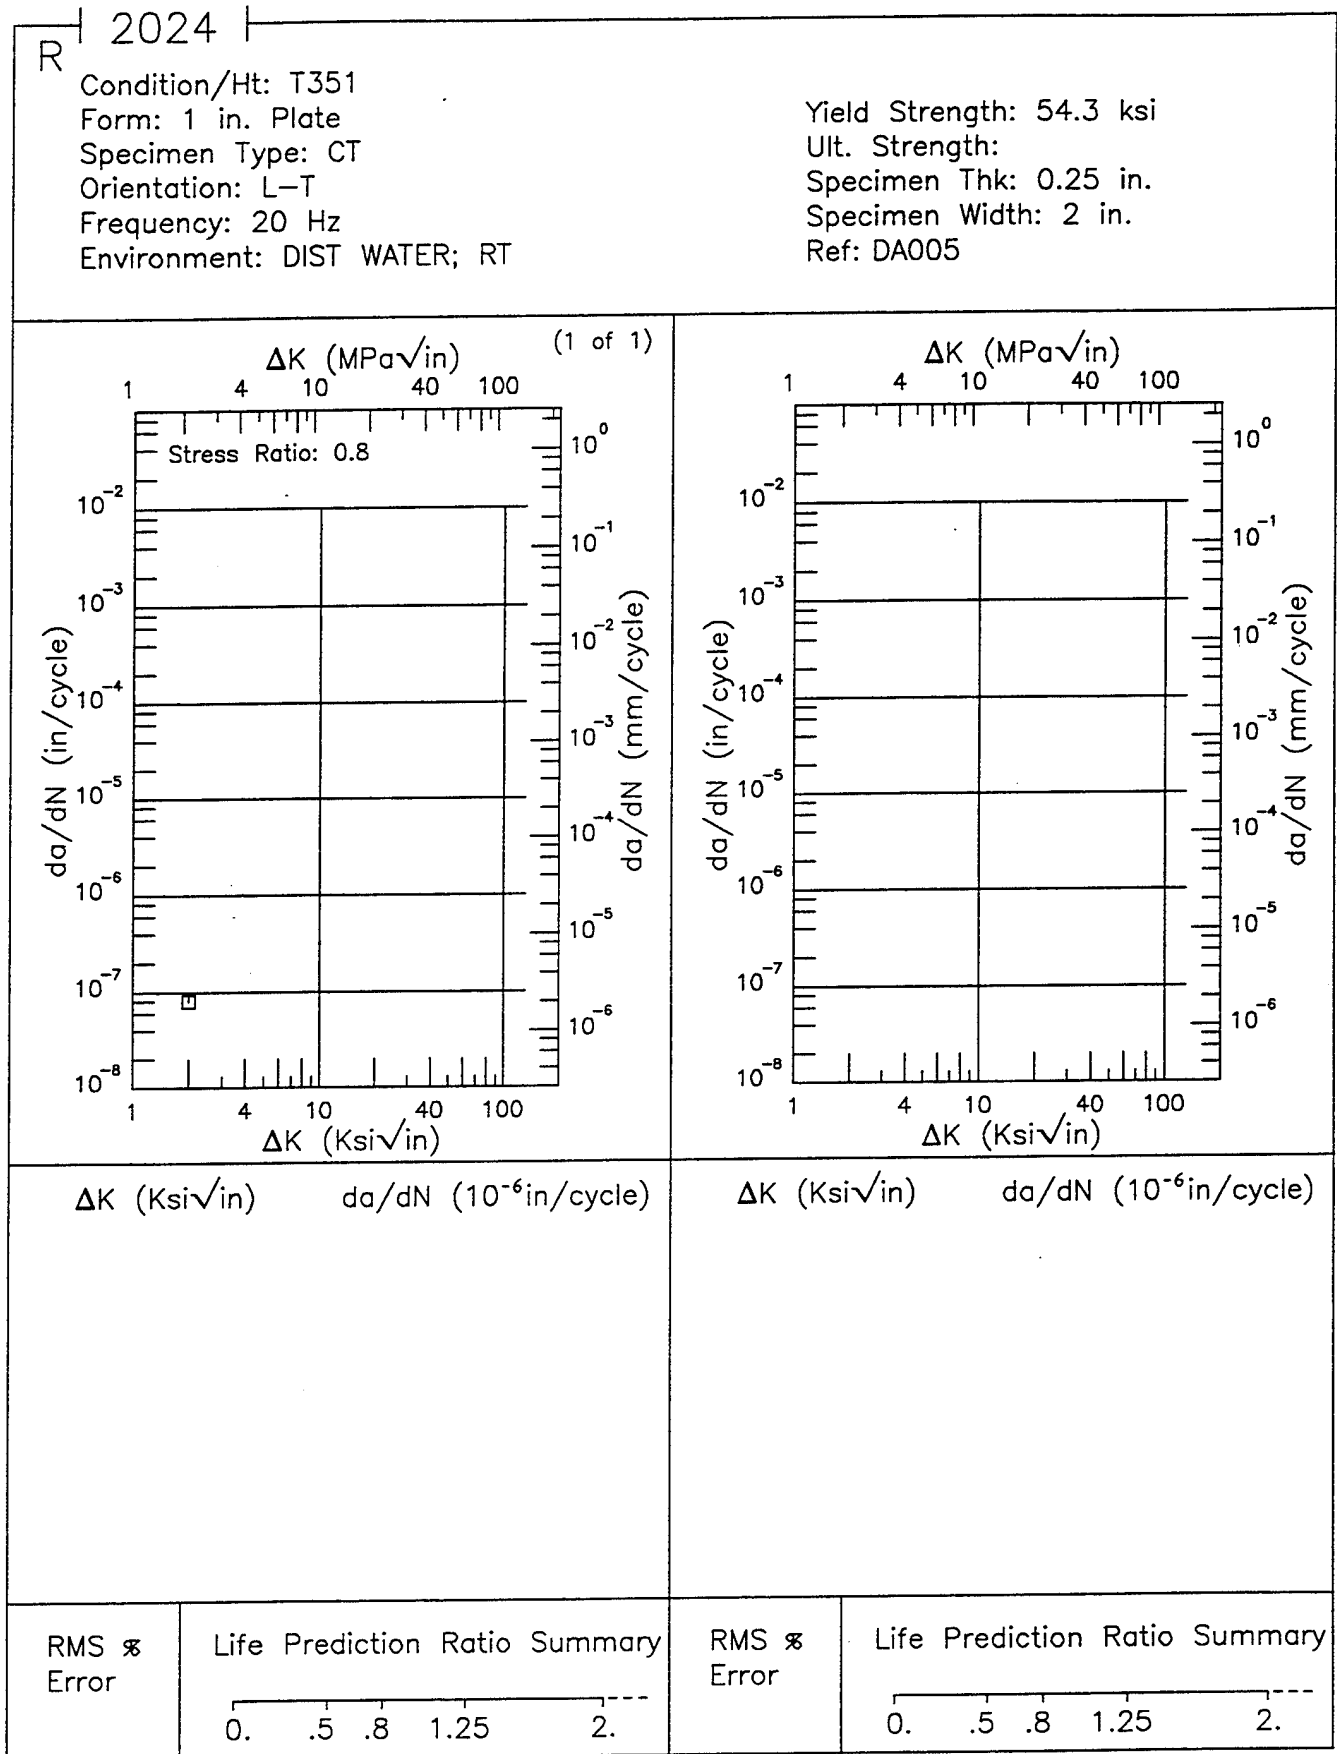 2024
R
Condition/Ht: T351
Form: 1 in. Plate
Specimen Type: CT
Orientation: L-T
Frequency: 20 Hz
Environment: DIST WATER; RT
Yield Strength: 54.3 ksi
Ult. Strength:
Specimen Thk: 0.25 in.
Specimen Width: 2 in.
Ref: DA005
(1 of 1)
ΔK (MPa√in)
1 4 10 40 100
Stress Ratio: 0.8
da/dN (in/cycle)
10⁻²
10⁻³
10⁻⁴
10⁻⁵
10⁻⁶
10⁻⁷
10⁻⁸
10⁰
10⁻¹
10⁻²
10⁻³
10⁻⁴
10⁻⁵
10⁻⁶
da/dN (mm/cycle)
1 4 10 40 100
ΔK (Ksi√in)
ΔK (MPa√in)
1 4 10 40 100
da/dN (in/cycle)
10⁻²
10⁻³
10⁻⁴
10⁻⁵
10⁻⁶
10⁻⁷
10⁻⁸
10⁰
10⁻¹
10⁻²
10⁻³
10⁻⁴
10⁻⁵
10⁻⁶
da/dN (mm/cycle)
1 4 10 40 100
ΔK (Ksi√in)
ΔK (Ksi√in) da/dN (10⁻⁶in/cycle)
ΔK (Ksi√in) da/dN (10⁻⁶in/cycle)
RMS %
Error
Life Prediction Ratio Summary
0. .5 .8 1.25 2.
RMS %
Error
Life Prediction Ratio Summary
0. .5 .8 1.25 2.